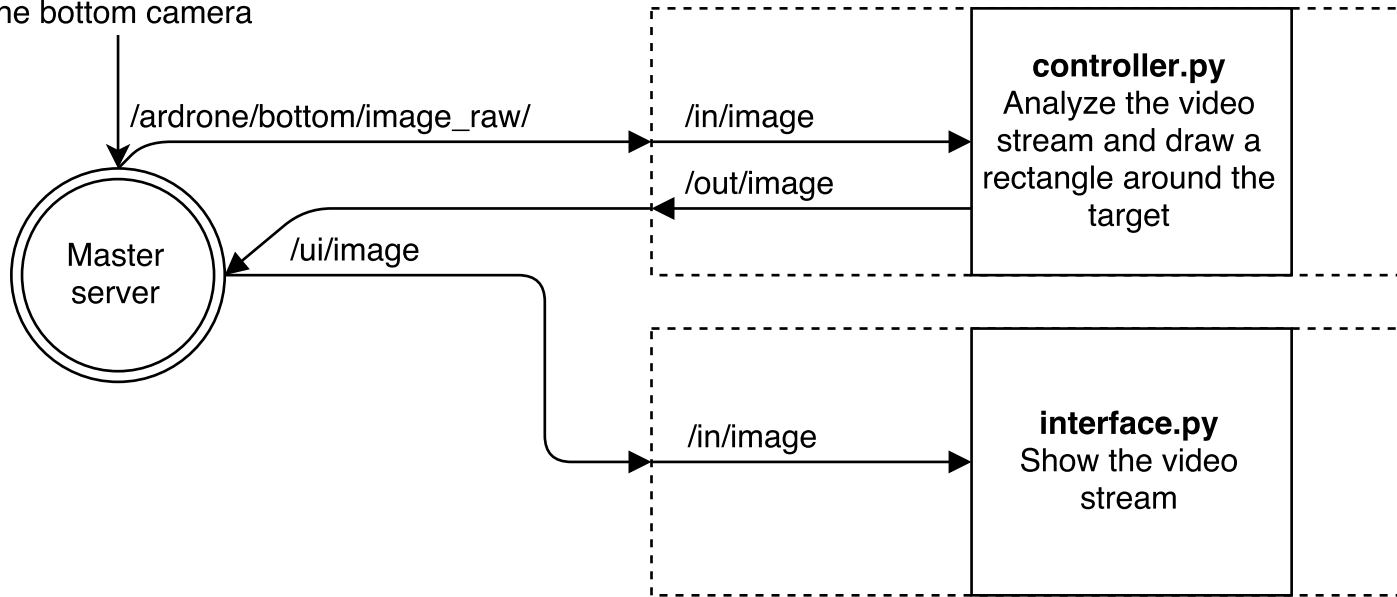 bottom camera
/ardrone/bottom/image_raw/
/in/image
controller.py
Analyze the video
stream and draw a
rectangle around the
target
/out/image
Master
server
/ui/image
/in/image
interface.py
Show the video
stream